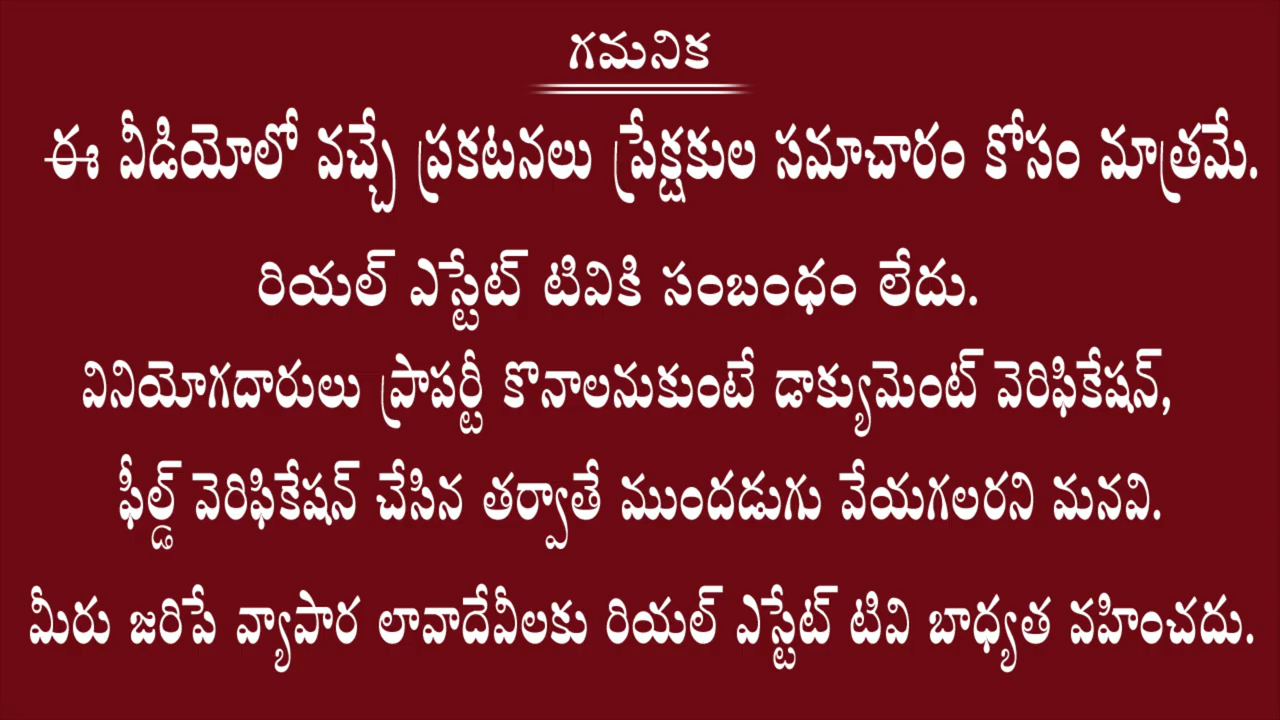 గమనిక
ఈ వీడియోలో వచ్చే ప్రకటనలు ప్రేక్షకుల సమాచారం కోసం మాత్రమే.
రియల్ ఎస్టేట్ టివికి సంబంధం లేదు.
వినియోగదారులు ప్రాపర్టీ కొనాలనుకుంటే డాక్యుమెంట్ వెరిఫికేషన్,
ఫీల్డ్ వెరిఫికేషన్ చేసిన తర్వాతే ముందడుగు వేయగలరని మనవి.
మీరు జరిపే వ్యాపార లావాదేవీలకు రియల్ ఎస్టేట్ టివి బాధ్యత వహించదు.